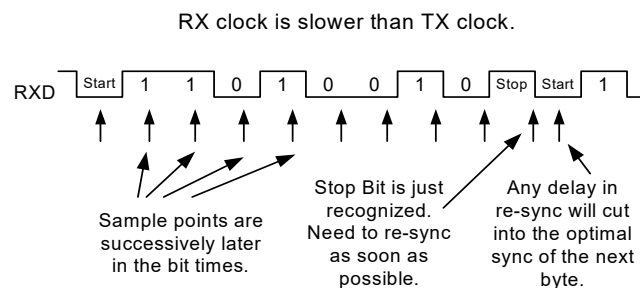 RX clock is slower than TX clock.
RXD Start 1 1 0 1 0 0 1 0 Stop Start 1
Sample points are
successively later
in the bit times.
Stop Bit is just
recognized.
Need to re-sync
as soon as
possible.
Any delay in
re-sync will cut
into the optimal
sync of the next
byte.